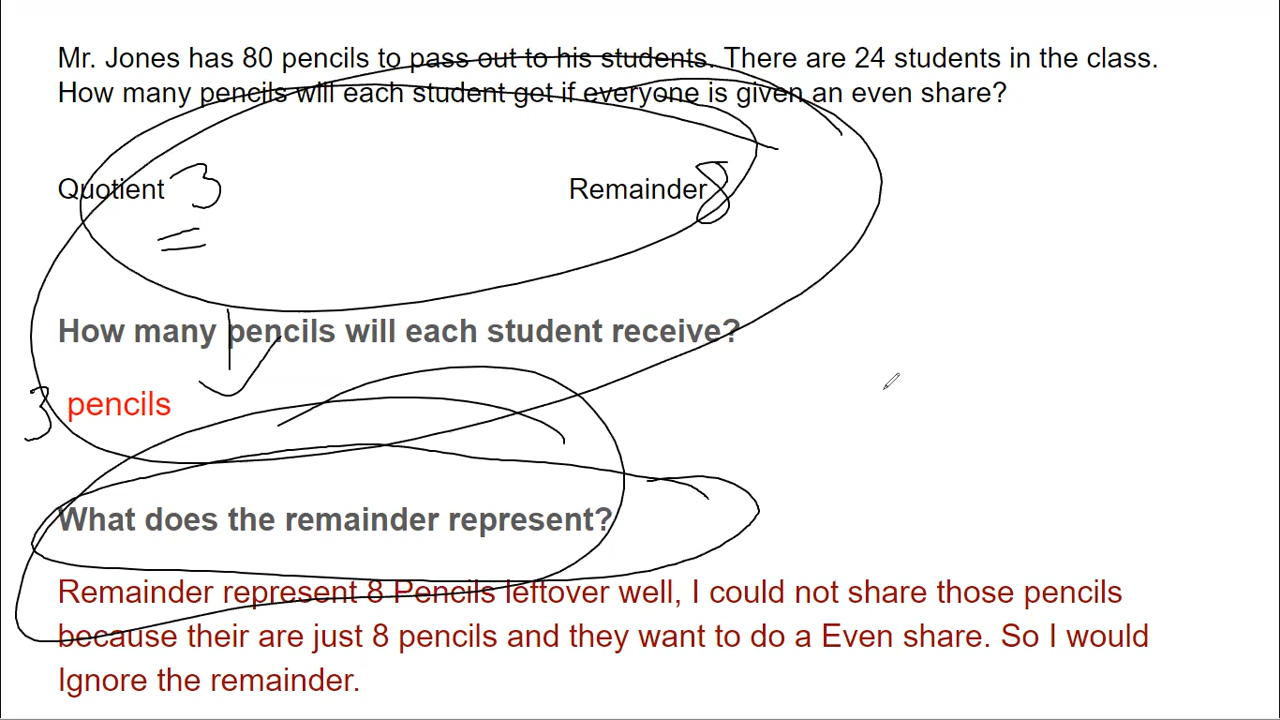 Mr. Jones has 80 pencils to pass out to his students. There are 24 students in the class.
How many pencils will each student get if everyone is given an even share?
Quotient 3 Remainder 8
How many pencils will each student receive?
3 pencils
What does the remainder represent?
Remainder represent 8 Pencils leftover well, I could not share those pencils
because their are just 8 pencils and they want to do a Even share. So I would
Ignore the remainder.